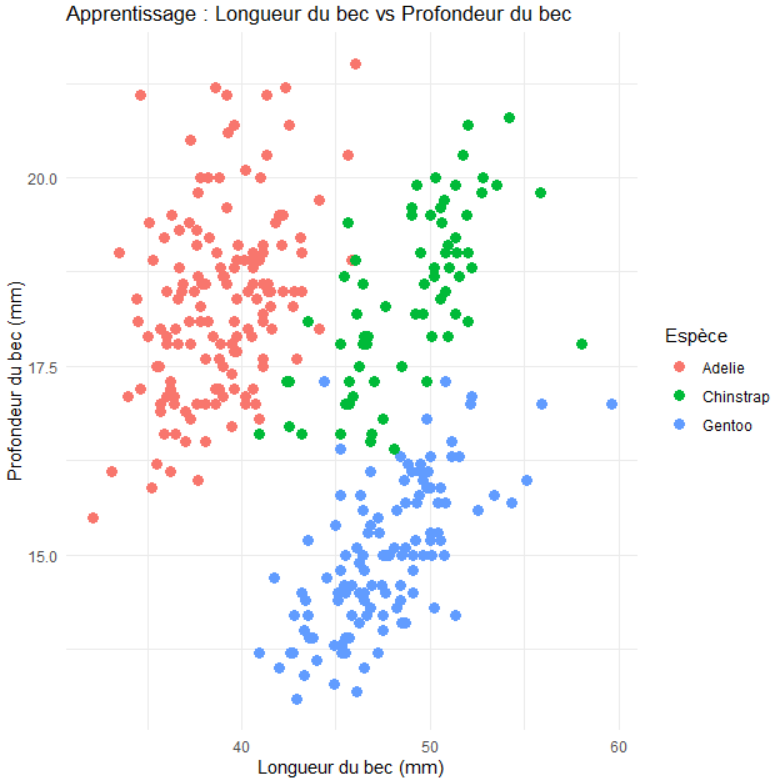 Apprentissage : Longueur du bec vs Profondeur du bec
Profondeur du bec (mm)
20.0
17.5
15.0
40
50
60
Longueur du bec (mm)
Espèce
Adelie
Chinstrap
Gentoo